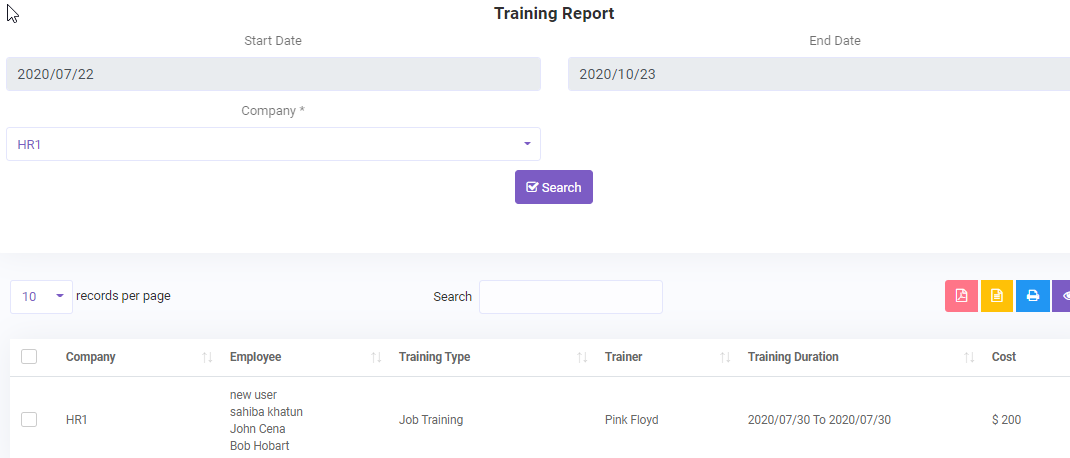 Training Report
Start Date
End Date
2020/07/22
2020/10/23
Company *
HR1
Search
10 records per page
Search
Company Employee Training Type Trainer Training Duration Cost
new user
sahiba khatun
HR1 John Cena Job Training Pink Floyd 2020/07/30 To 2020/07/30 $ 200
Bob Hobart